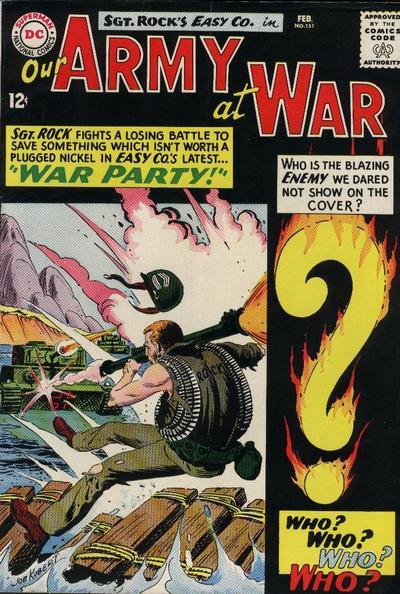 SGT. ROCK'S EASY CO. in
FEB.
NO. 151
APPROVED
BY THE
COMICS
CODE
CA
AUTHORITY
SUPERMAN
DC
NATIONAL COMICS
our ARMY
at WAR
12¢
SGT. ROCK FIGHTS A LOSING BATTLE TO
SAVE SOMETHING WHICH ISN'T WORTH A
PLUGGED NICKEL IN EASY CO.'S LATEST...
"WAR PARTY!"
WHO IS THE BLAZING
ENEMY WE DARED
NOT SHOW ON THE
COVER?
?
ROCK
WHO?
WHO?
WHO?
WHO?
JOE KUBERT